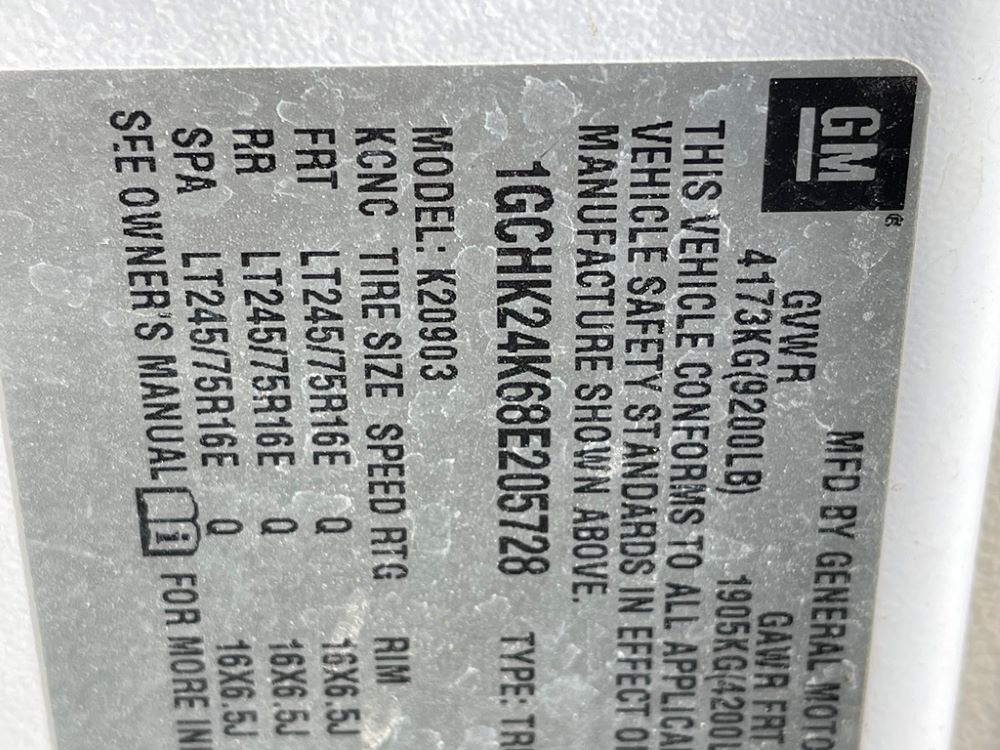 GM
MFD BY GENERAL MOTO
GVWR GAWR FRT
4173KG(9200LB) 1905KG(4200L
THIS VEHICLE CONFORMS TO ALL APPLICA
VEHICLE SAFETY STANDARDS IN EFFECT O
MANUFACTURE SHOWN ABOVE.
1GCHK24K68E205728 TYPE: TR
MODEL: K20903
KCNC TIRE SIZE SPEED RTG RIM
FRT LT245/75R16E Q 16X6.5J
RR LT245/75R16E Q 16X6.5J
SPA LT245/75R16E Q 16X6.5J
SEE OWNER'S MANUAL i FOR MORE IN